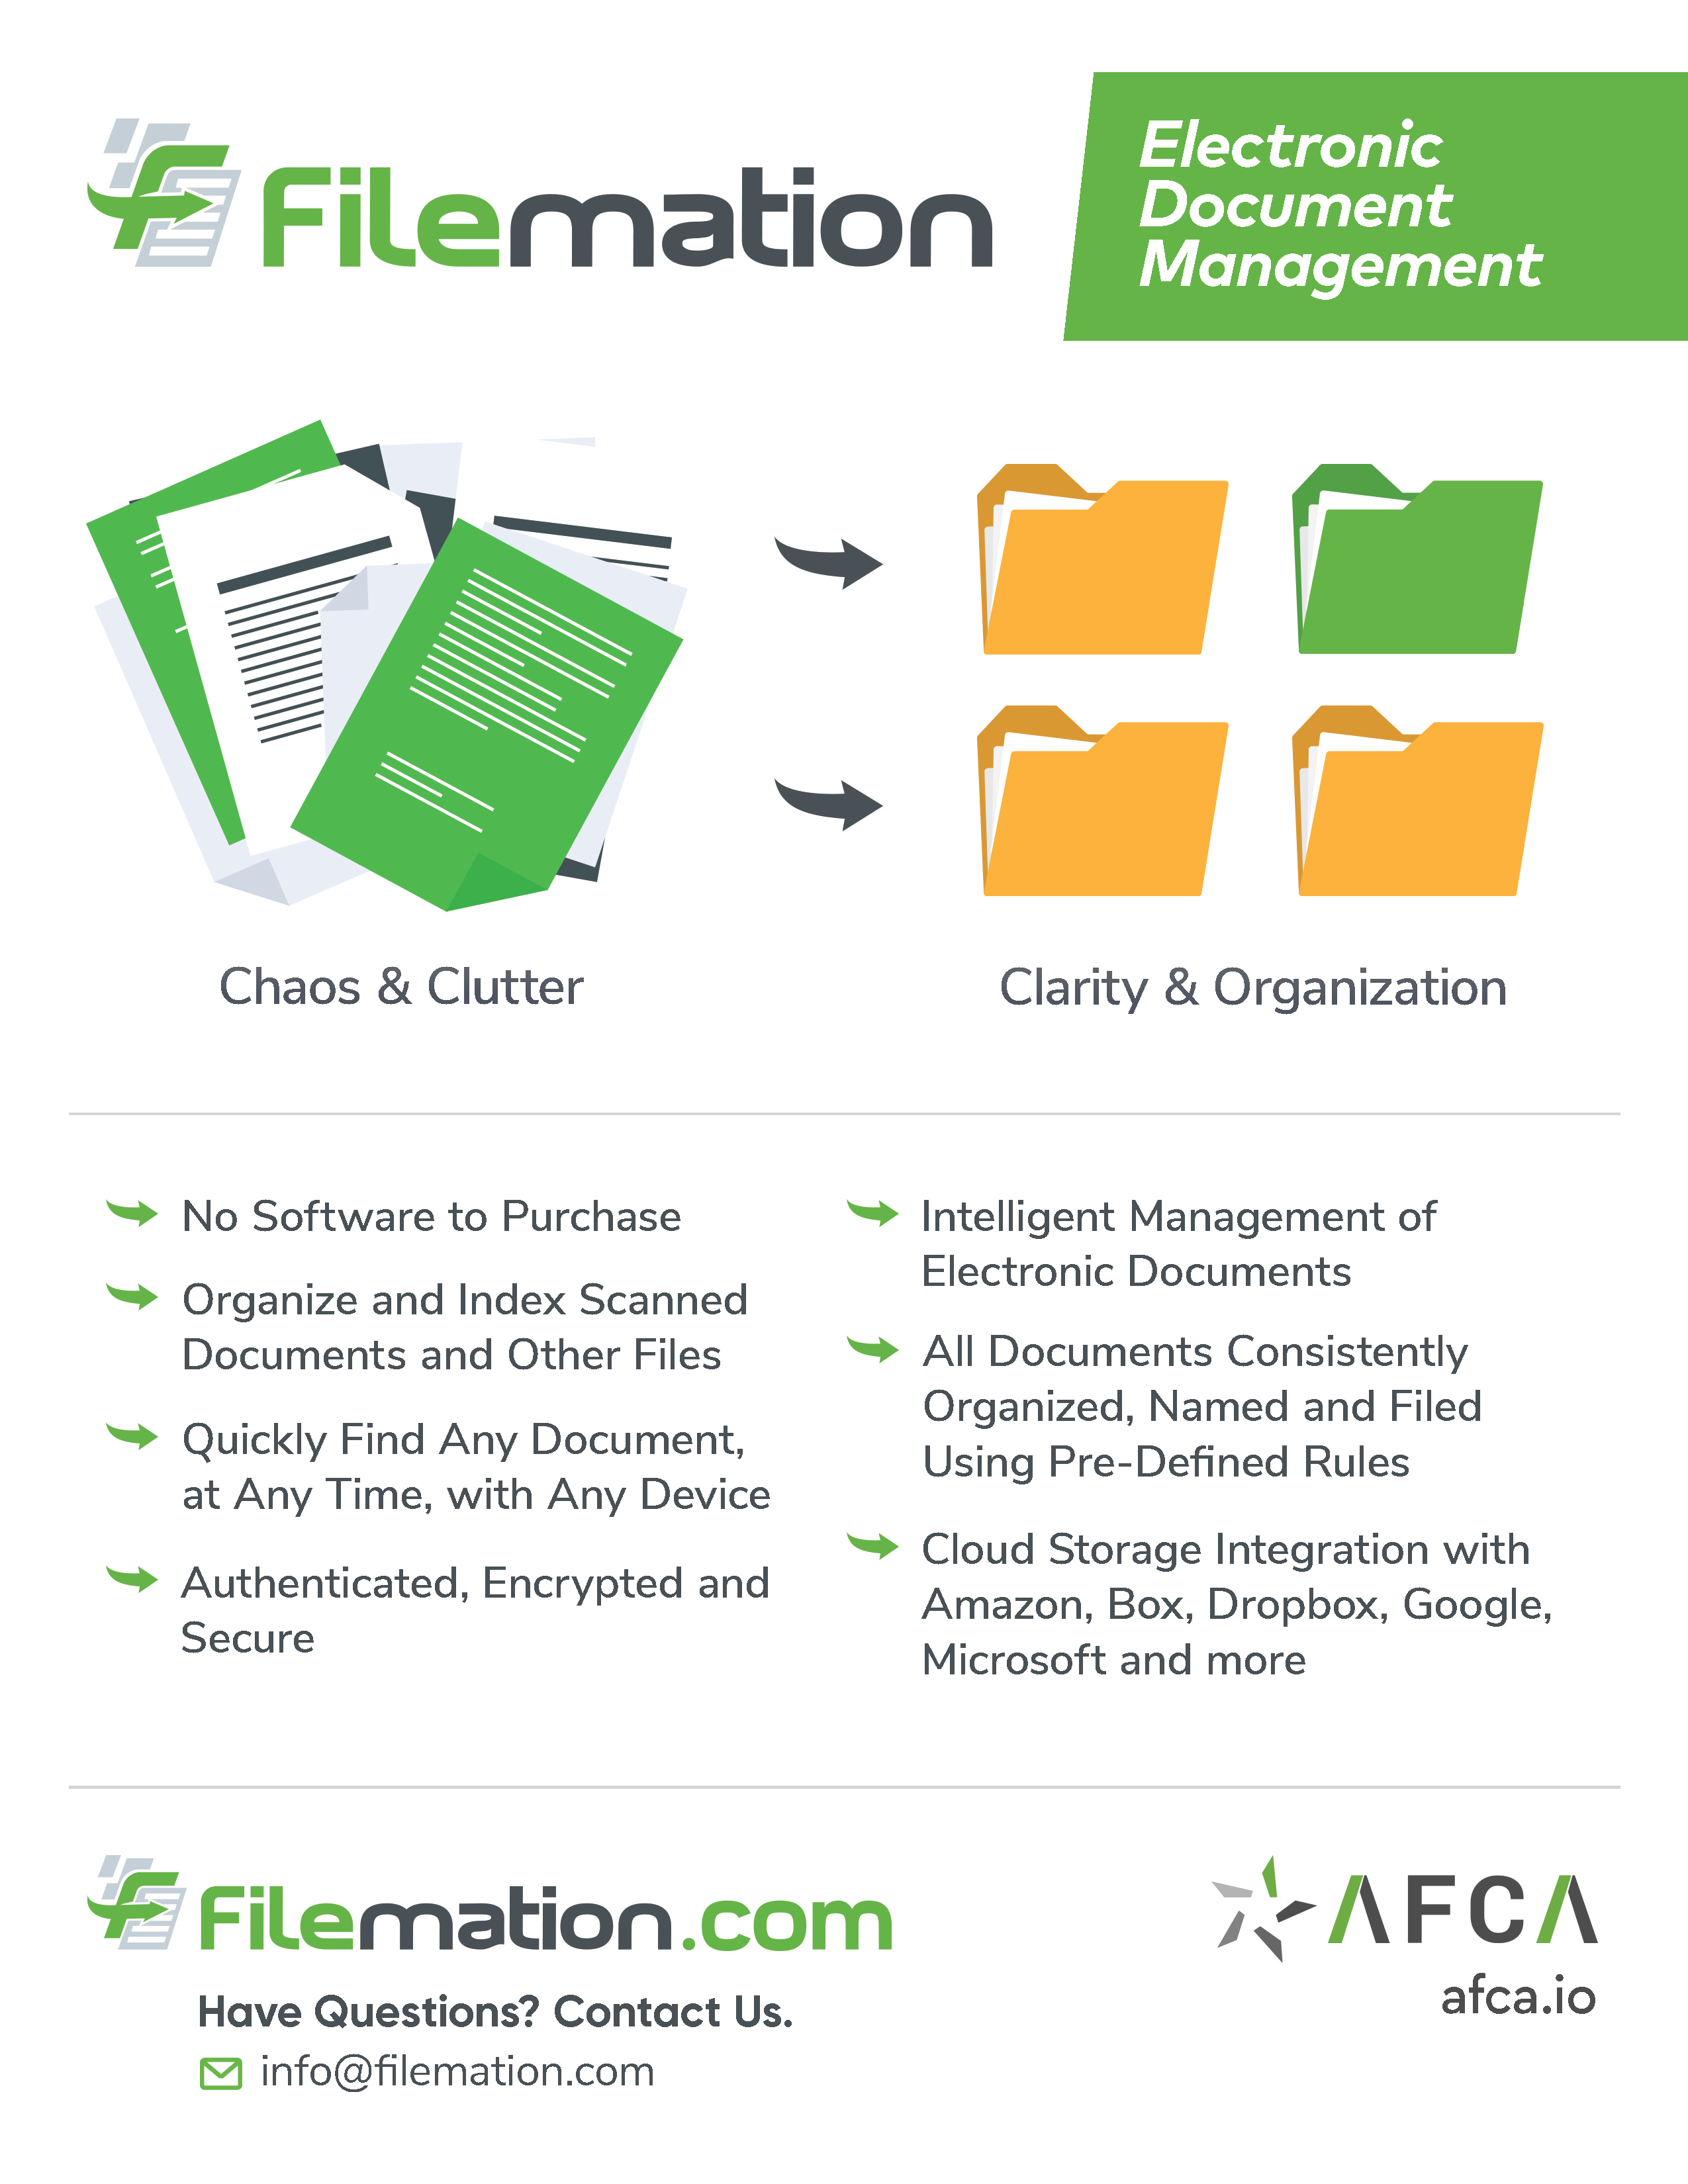 Filemation
Electronic
Document
Management
Chaos & Clutter
Clarity & Organization
No Software to Purchase
Organize and Index Scanned
Documents and Other Files
Quickly Find Any Document,
at Any Time, with Any Device
Authenticated, Encrypted and
Secure
Intelligent Management of
Electronic Documents
All Documents Consistently
Organized, Named and Filed
Using Pre-Defined Rules
Cloud Storage Integration with
Amazon, Box, Dropbox, Google,
Microsoft and more
Filemation.com
Have Questions? Contact Us.
info@filemation.com
AFCA
afca.io